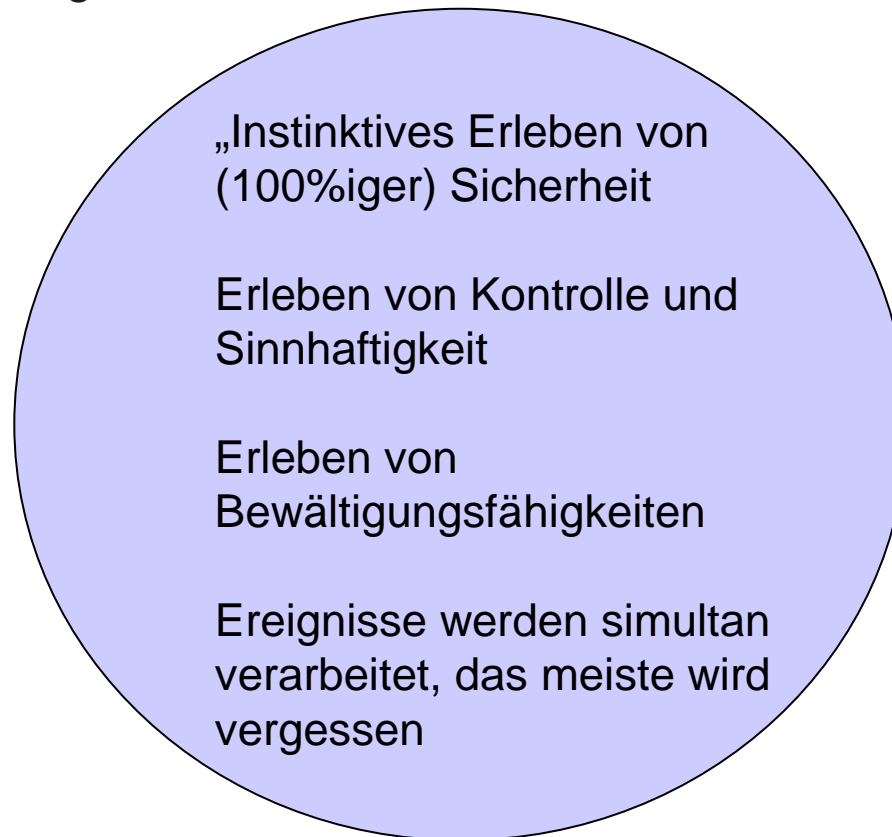 „Instinktives Erleben von
(100%iger) Sicherheit
Erleben von Kontrolle und
Sinnhaftigkeit
Erleben von
Bewältigungsfähigkeiten
Ereignisse werden simultan
verarbeitet, das meiste wird
vergessen